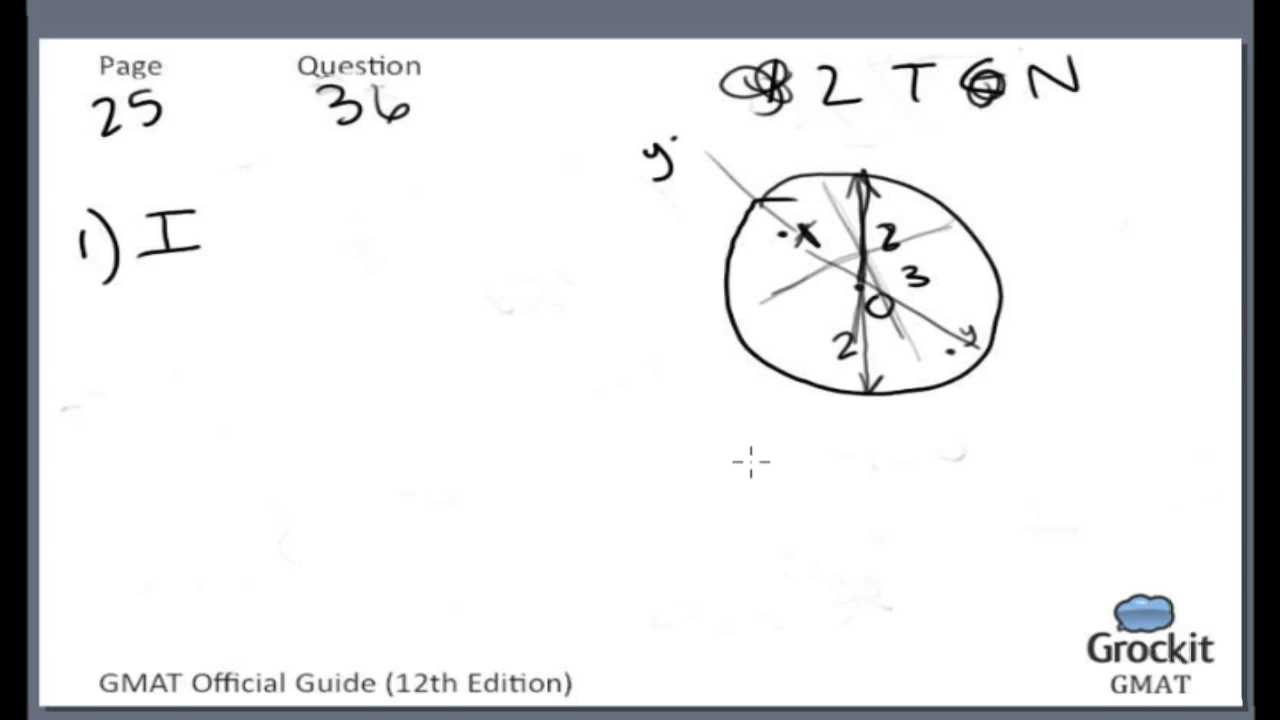 Page Question
25 36
2 T N
y
1) I
x 2
3
O
2 y
Grockit
GMAT
GMAT Official Guide (12th Edition)